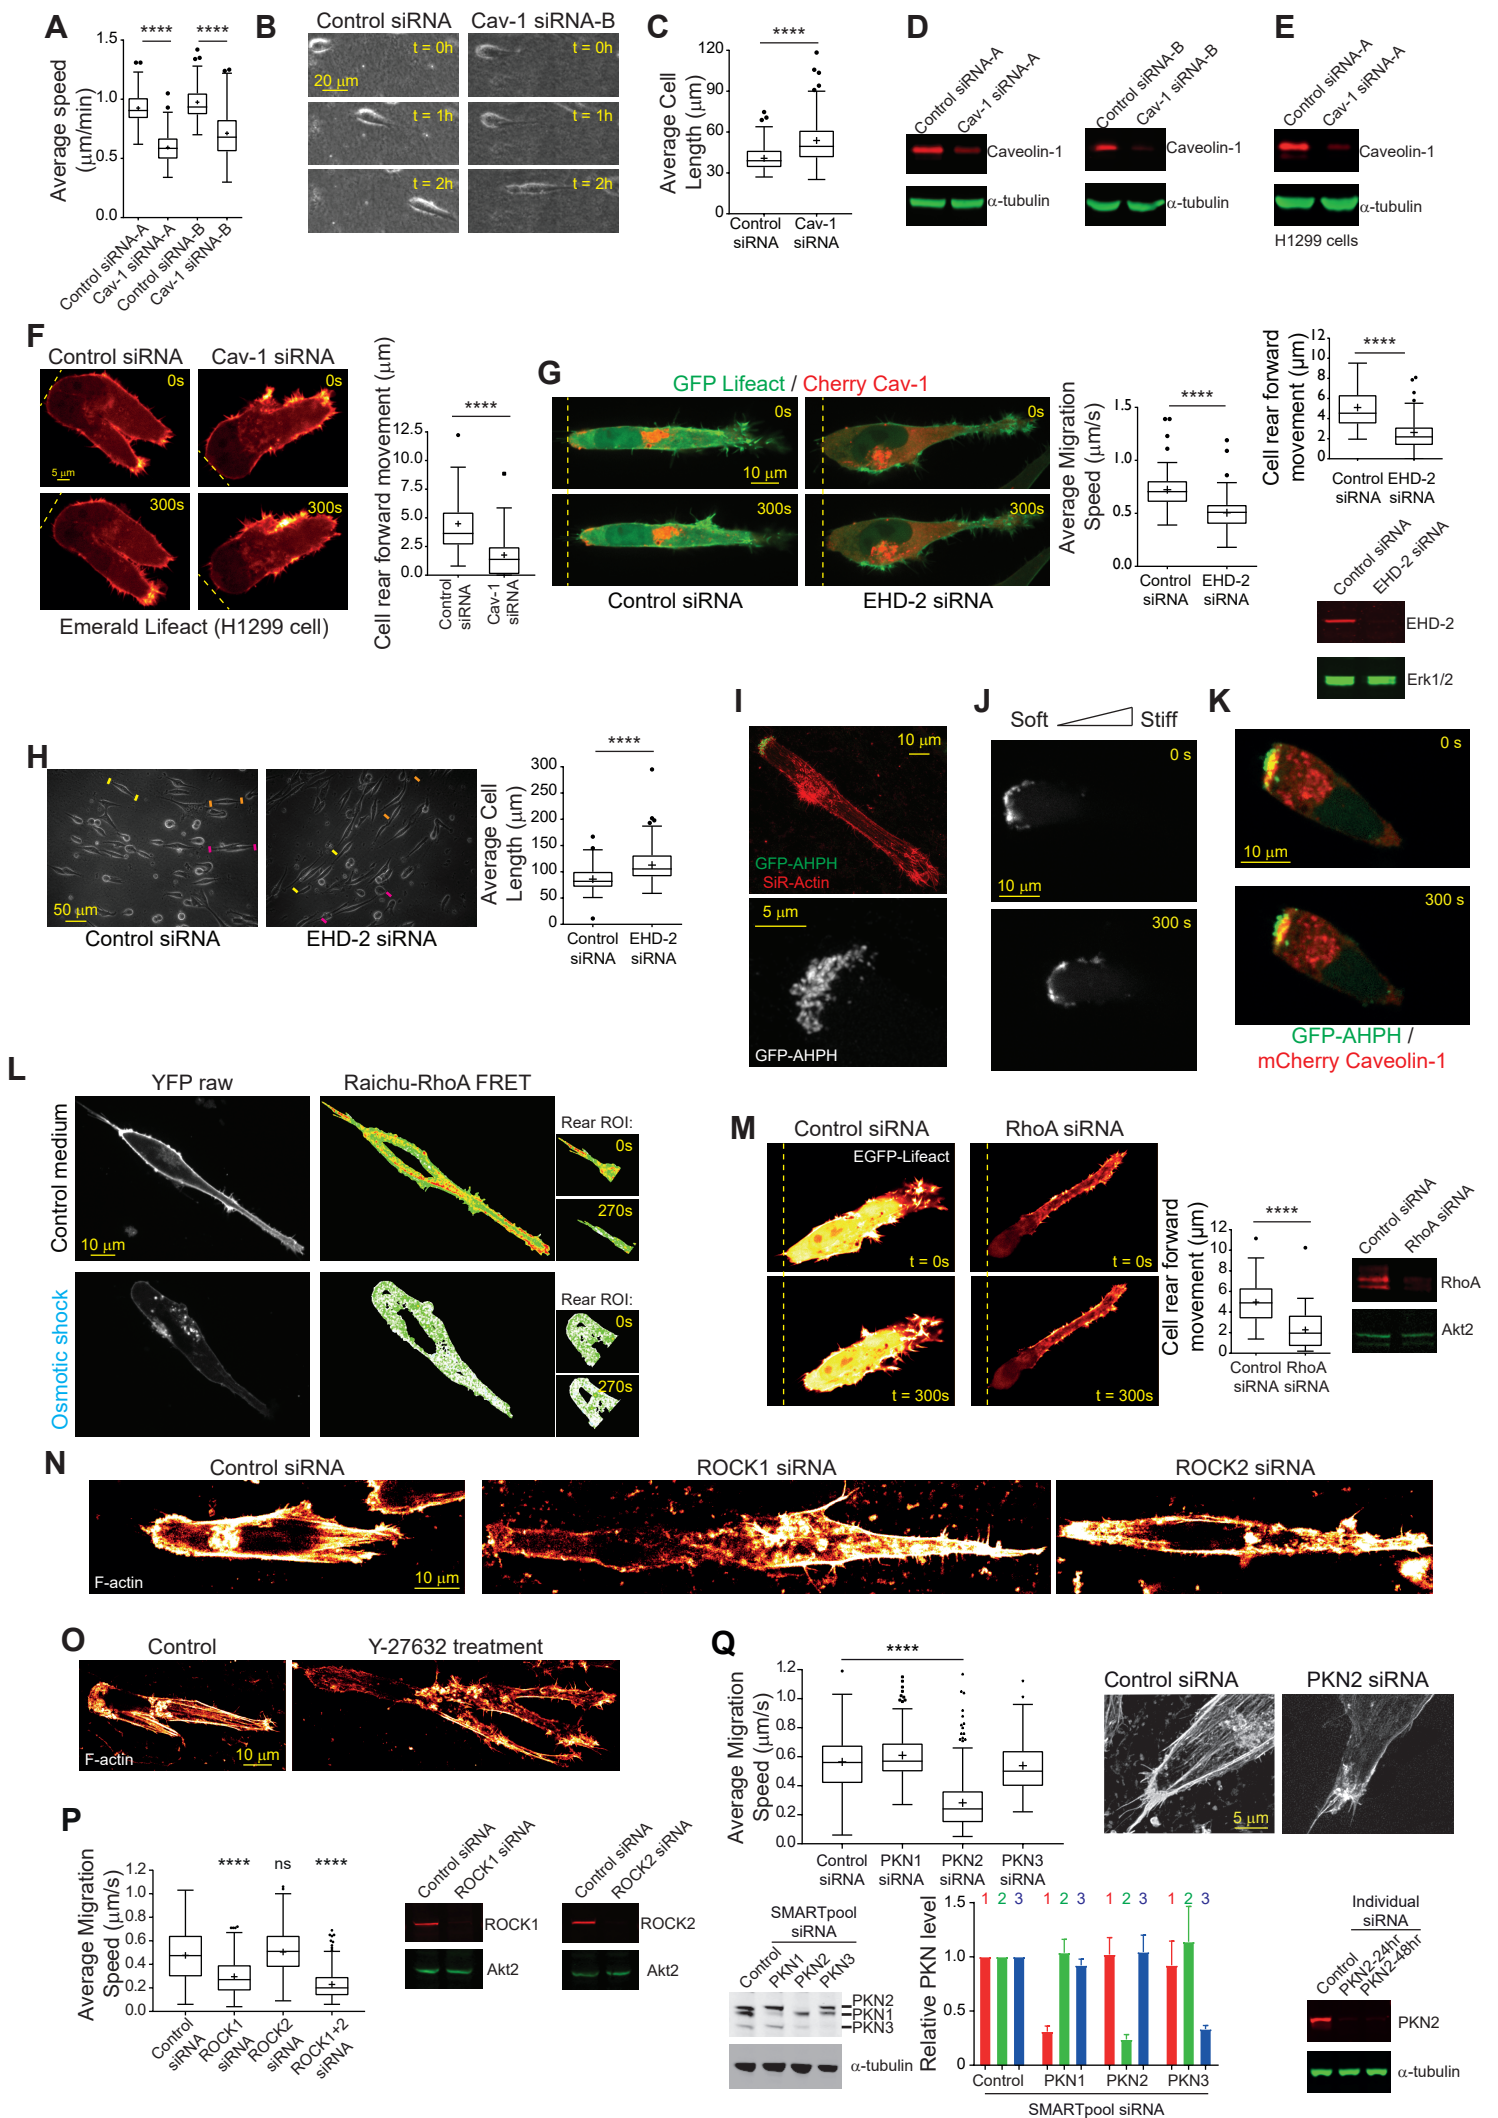 A
Average speed
(μm/min)
1.5
1.0
0.5
0.0
****
****
Control siRNA-A
Cav-1 siRNA-A
Control siRNA-B
Cav-1 siRNA-B
B
Control siRNA
Cav-1 siRNA-B
t = 0h
t = 0h
20 μm
t = 1h
t = 1h
t = 2h
t = 2h
C
Average Cell
Length (μm)
120
90
60
30
0
****
Control
siRNA
Cav-1
siRNA
D
Control siRNA-A
Cav-1 siRNA-A
Caveolin-1
α-tubulin
Control siRNA-B
Cav-1 siRNA-B
Caveolin-1
α-tubulin
E
Control siRNA-A
Cav-1 siRNA-A
Caveolin-1
α-tubulin
H1299 cells
F
Control siRNA
Cav-1 siRNA
0s
0s
5 μm
300s
300s
Emerald Lifeact (H1299 cell)
Cell rear forward movement (μm)
12.5
10.0
7.5
5.0
2.5
0.0
****
Control
siRNA
Cav-1
siRNA
G
GFP Lifeact / Cherry Cav-1
0s
0s
10 μm
300s
300s
Control siRNA
EHD-2 siRNA
Average Migration
Speed (μm/s)
1.5
1.0
0.5
0.0
****
Control
siRNA
EHD-2
siRNA
Cell rear forward
movement (μm)
12
10
8
6
4
2
0
****
Control
siRNA
EHD-2
siRNA
Control siRNA
EHD-2 siRNA
EHD-2
Erk1/2
H
50 μm
Control siRNA
EHD-2 siRNA
Average Cell
Length (μm)
300
250
200
150
100
50
0
****
Control
siRNA
EHD-2
siRNA
I
10 μm
GFP-AHPH
SiR-Actin
5 μm
GFP-AHPH
J
Soft
Stiff
0 s
10 μm
300 s
K
0 s
10 μm
300 s
GFP-AHPH /
mCherry Caveolin-1
L
YFP raw
Raichu-RhoA FRET
Control medium
10 μm
Rear ROI:
0s
270s
Osmotic shock
Rear ROI:
0s
270s
M
Control siRNA
RhoA siRNA
EGFP-Lifeact
t = 0s
t = 0s
t = 300s
t = 300s
Cell rear forward
movement (μm)
12
10
8
6
4
2
0
****
Control
siRNA
RhoA
siRNA
Control siRNA
RhoA siRNA
RhoA
Akt2
N
Control siRNA
ROCK1 siRNA
ROCK2 siRNA
F-actin
10 μm
O
Control
Y-27632 treatment
F-actin
10 μm
P
Average Migration
Speed (μm/s)
1.2
1.0
0.8
0.6
0.4
0.2
0.0
****
ns
****
Control
siRNA
ROCK1
siRNA
ROCK2
siRNA
ROCK1+2
siRNA
Control siRNA
ROCK1 siRNA
ROCK1
Akt2
Control siRNA
ROCK2 siRNA
ROCK2
Akt2
Q
Average Migration
Speed (μm/s)
1.2
1.0
0.8
0.6
0.4
0.2
0.0
****
Control
siRNA
PKN1
siRNA
PKN2
siRNA
PKN3
siRNA
Control siRNA
PKN2 siRNA
5 μm
SMARTpool
siRNA
Control
PKN1
PKN2
PKN3
PKN2
PKN1
PKN3
α-tubulin
Relative PKN level
1.5
1.0
0.5
0
1 2 3
1 2 3
1 2 3
1 2 3
Control
PKN1
PKN2
PKN3
SMARTpool siRNA
Individual
siRNA
Control
PKN2-24hr
PKN2-48hr
PKN2
α-tubulin